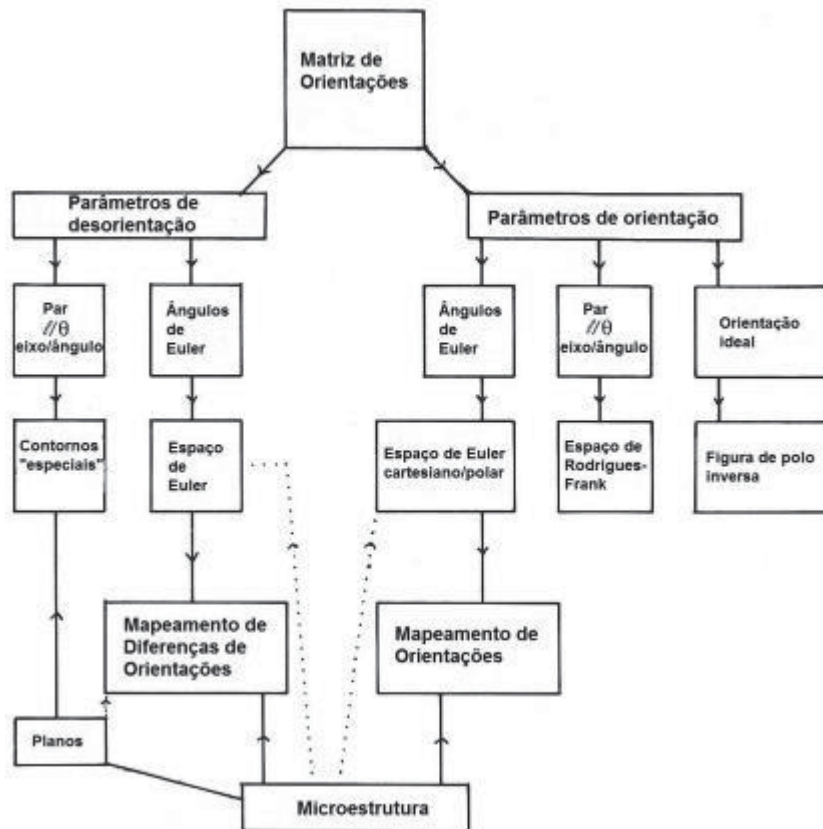 Matriz de
Orientações
Parâmetros de
desorientação
Parâmetros de orientação
Par
ℓ/θ
eixo/ângulo
Ângulos
de
Euler
Ângulos
de
Euler
Par
ℓ/θ
eixo/ângulo
Orientação
ideal
Contornos
"especiais"
Espaço
de
Euler
Espaço de Euler
cartesiano/polar
Espaço de
Rodrigues-
Frank
Figura de polo
inversa
Mapeamento de
Diferenças de
Orientações
Mapeamento de
Orientações
Planos
Microestrutura